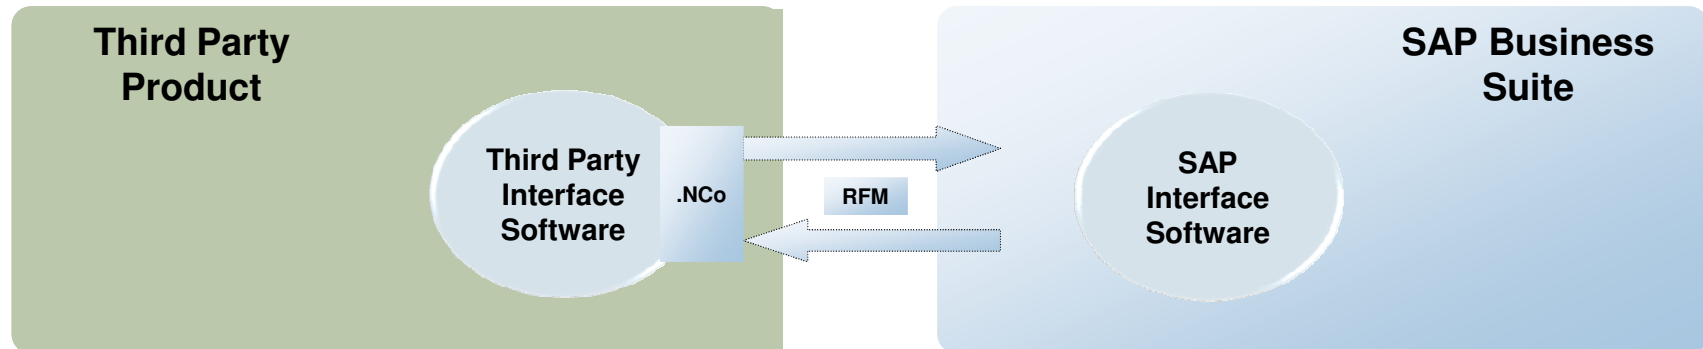 Third Party
Product
SAP Business
Suite
Third Party
Interface
Software
.NCo
RFM
SAP
Interface
Software